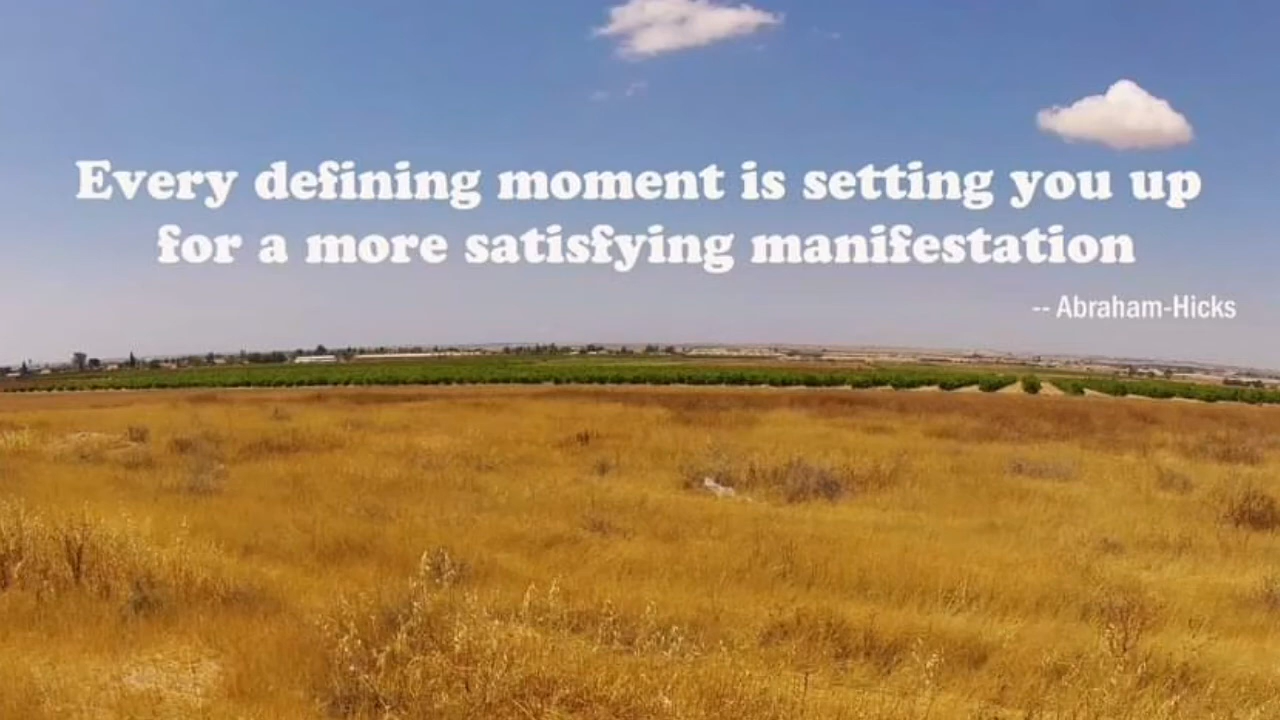 Every defining moment is setting you up
for a more satisfying manifestation
-- Abraham-Hicks